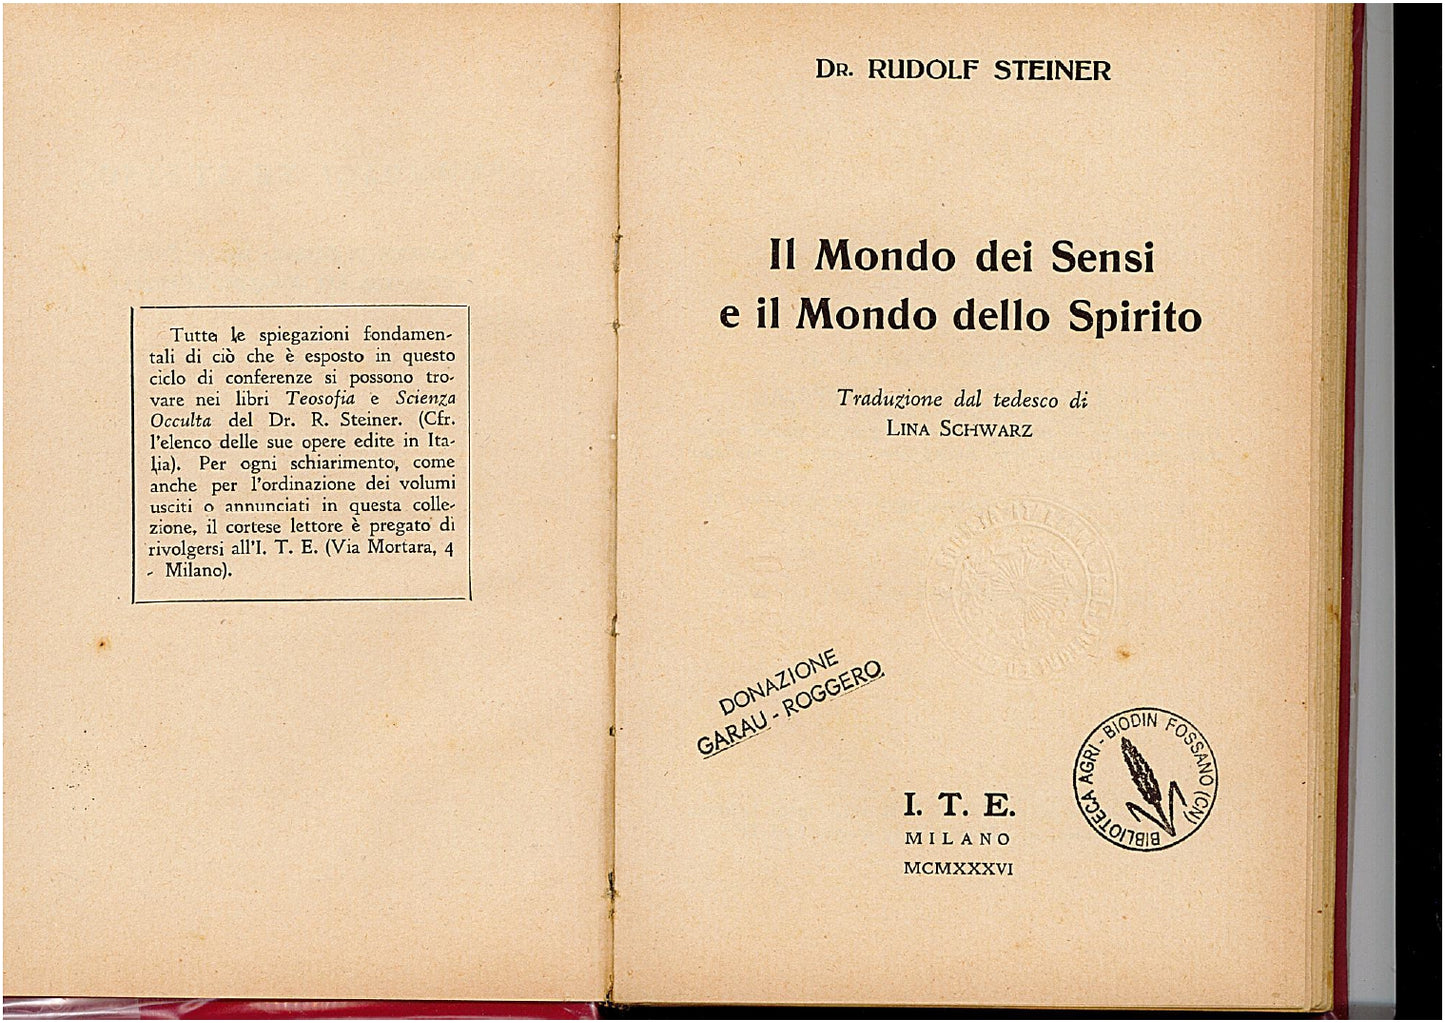 Tutte le spiegazioni fondamen-
tali di ciò che è esposto in questo
ciclo di conferenze si possono tro-
vare nei libri Teosofia e Scienza
Occulta del Dr. R. Steiner. (Cfr.
l'elenco delle sue opere edite in Ita-
lia). Per ogni schiarimento, come
anche per l'ordinazione dei volumi
usciti o annunciati in questa colle-
zione, il cortese lettore è pregato di
rivolgersi all'I. T. E. (Via Mortara, 4
- Milano).
DR. RUDOLF STEINER
Il Mondo dei Sensi
e il Mondo dello Spirito
Traduzione dal tedesco di
LINA SCHWARZ
DONAZIONE
GARAU - ROGGERO
I. T. E.
MILANO
MCMXXXVI
BIBLIOTECA AGRI-BIODIN FOSSANO (CN)